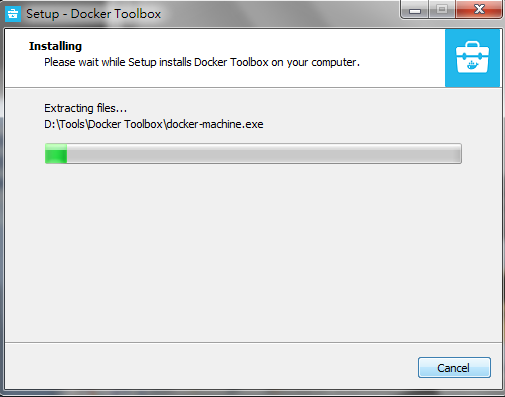 Setup - Docker Toolbox
Installing
Please wait while Setup installs Docker Toolbox on your computer.
Extracting files...
D:\Tools\Docker Toolbox\docker-machine.exe
Cancel